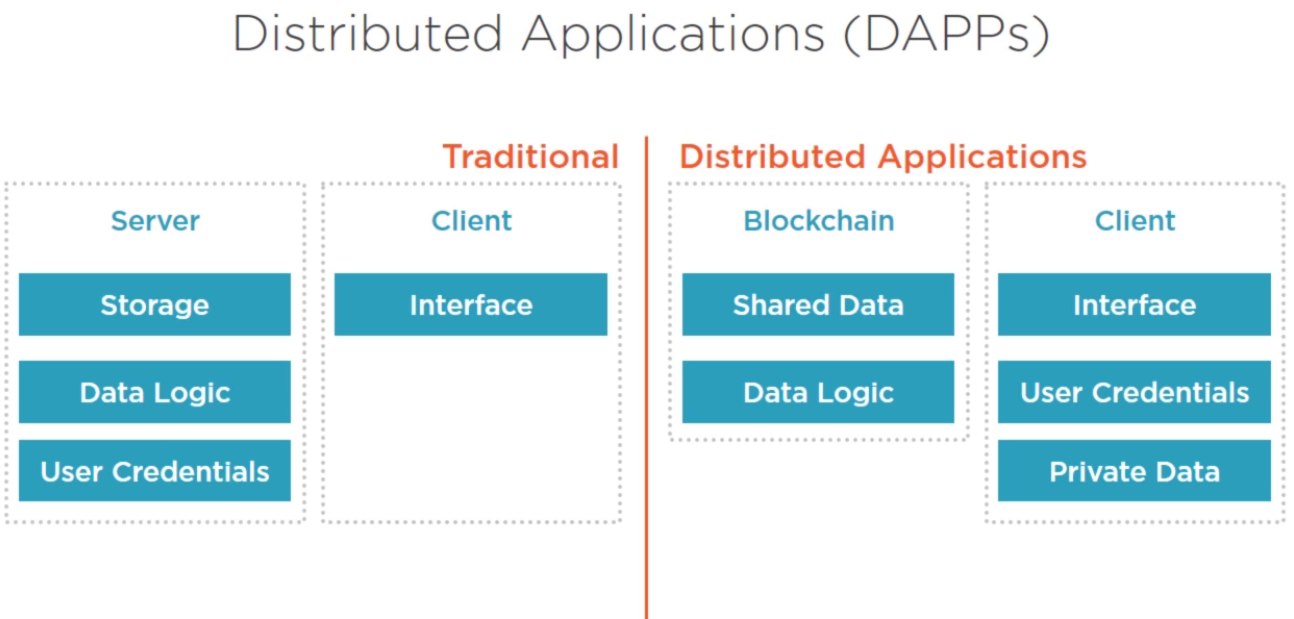 Distributed Applications (DAPPs)
Traditional
Distributed Applications
Server
Storage
Data Logic
User Credentials
Client
Interface
Blockchain
Shared Data
Data Logic
Client
Interface
User Credentials
Private Data